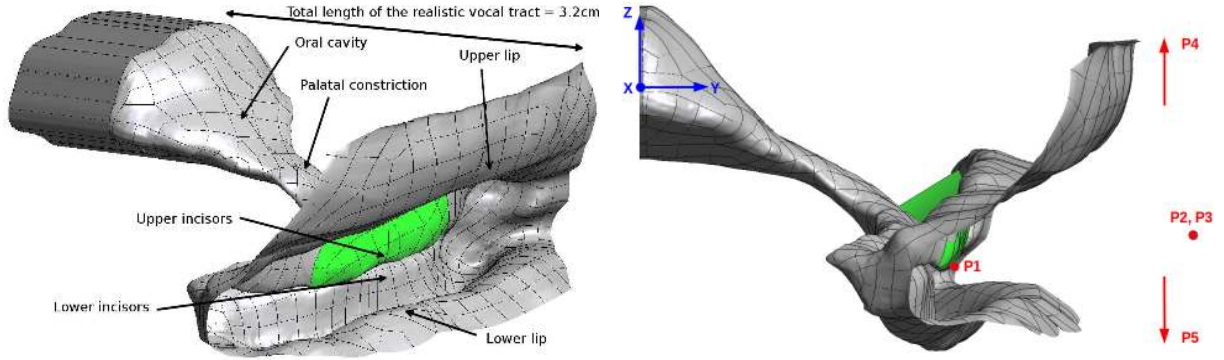 Total length of the realistic vocal tract = 3.2cm
Oral cavity
Upper lip
Palatal constriction
Upper incisors
Lower incisors
Lower lip
Z
X
Y
P4
P2, P3
P1
P5